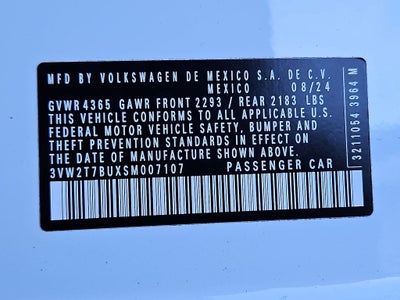 MFD BY VOLKSWAGEN DE MEXICO S.A. DE C.V.
MEXICO 08/24
GVWR 4365 GAWR FRONT 2293 / REAR 2183 LBS
THIS VEHICLE CONFORMS TO ALL APPLICABLE U.S.
FEDERAL MOTOR VEHICLE SAFETY, BUMPER AND
THEFT PREVENTION STANDARDS IN EFFECT ON
THE DATE OF MANUFACTURE SHOWN ABOVE.
3VW2T7BUXSM007107 PASSENGER CAR
3211054 3964 M